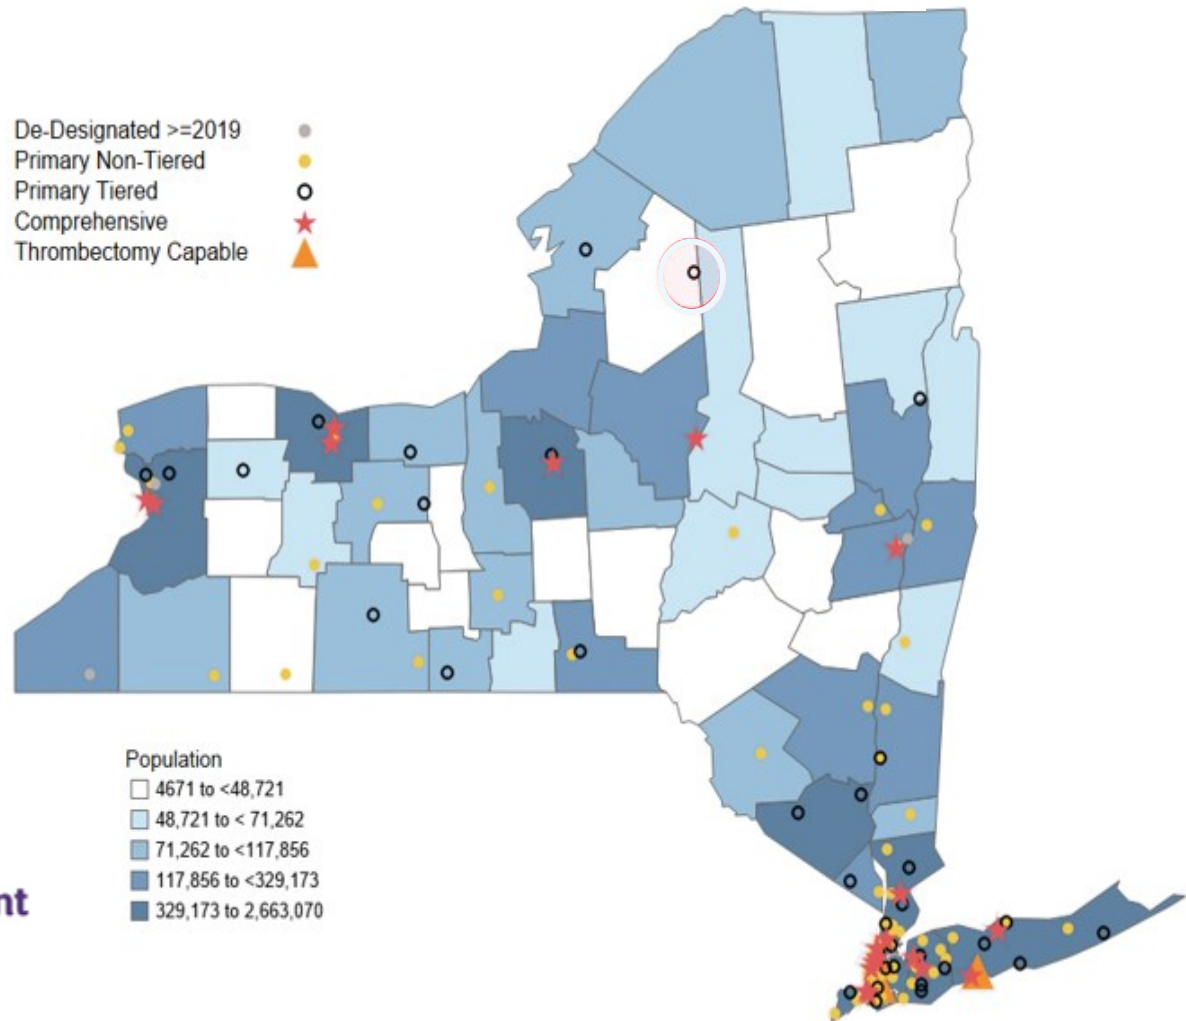 De-Designated >=2019
Primary Non-Tiered
Primary Tiered
Comprehensive
Thrombectomy Capable
Population
4671 to <48,721
48,721 to < 71,262
71,262 to <117,856
117,856 to <329,173
329,173 to 2,663,070
nt